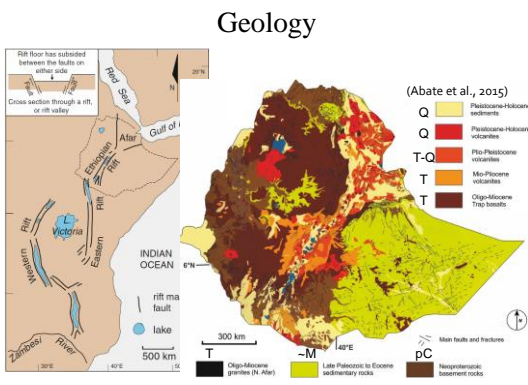 Geology
Rift floor has subsided
between the faults on
either side
Fault
Fault
Cross section through a rift,
or rift valley
N
Red Sea
Gulf of
Afar
Ethiopian
Rift
Rift
Eastern
L.
Victoria
Rift
Western
INDIAN
OCEAN
rift
fault
lake
500 km
Zambesi River
30°E
(Abate et al., 2015)
Q
Pleistocene-Holocene
sediments
Q
Pleistocene-Holocene
volcanites
T-Q
Plio-Pleistocene
volcanites
T
Mio-Pliocene
volcanites
T
Oligo-Miocene
Trap basalts
6°N
300 km
40°E
Main faults and fractures
T
~M
pC
Oligo-Miocene
granites (N. Afar)
Late Paleozoic to Eocene
sedimentary rocks
Neoproterozoic
basement rocks